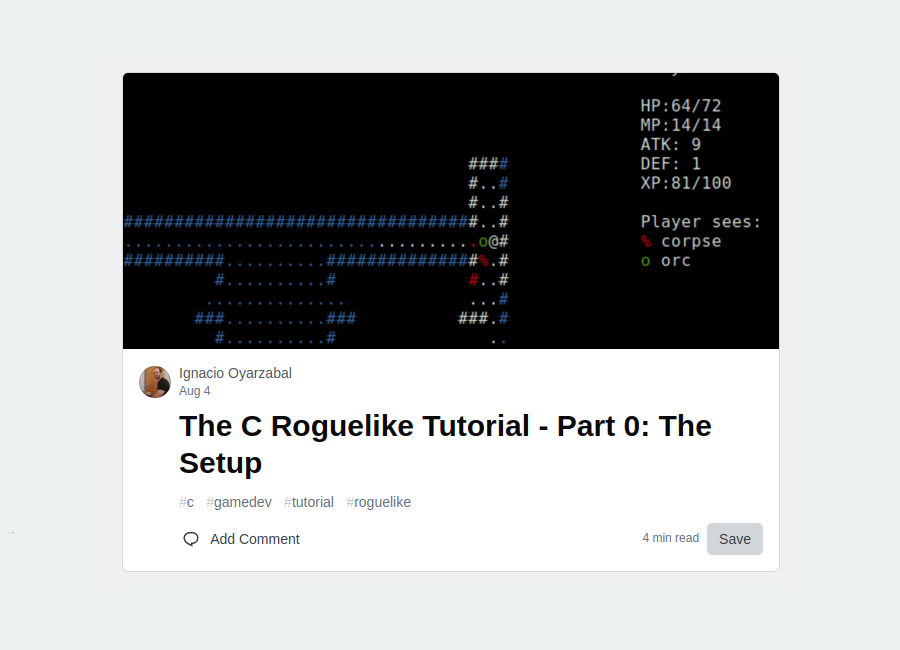 HP:64/72
MP:14/14
ATK: 9
####
DEF: 1
#..#
XP:81/100
#..#
###################################..#
Player sees:
...................................o@#
% corpse
##########..........###############%.#
o orc
#..........# #..#
.............. ...#
###..........### ###.#
#..........# ..
Ignacio Oyarzabal
Aug 4
The C Roguelike Tutorial - Part 0: The
Setup
#c #gamedev #tutorial #roguelike
Add Comment
4 min read
Save